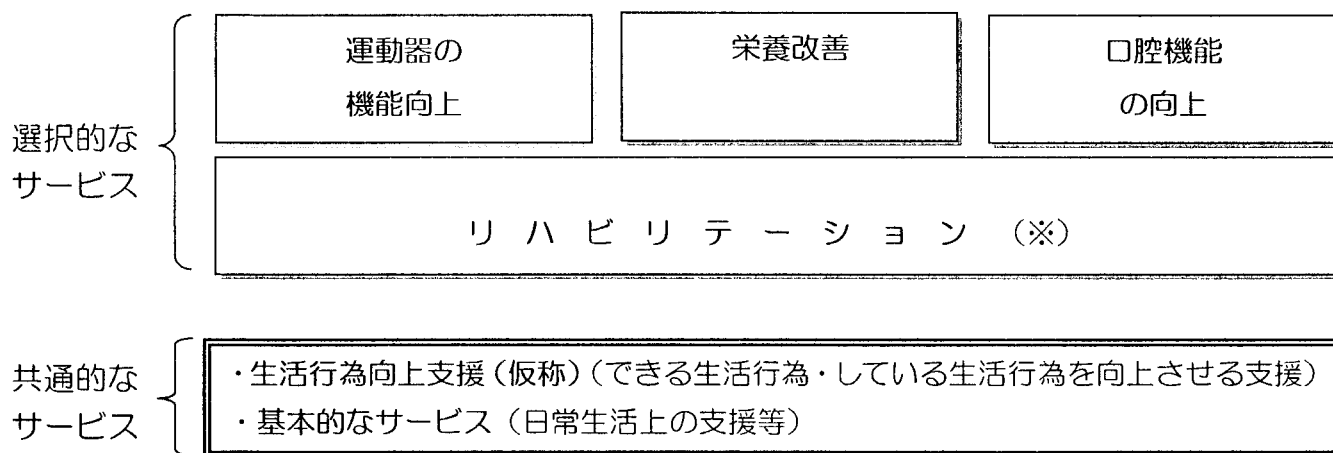 運動器の
機能向上
栄養改善
口腔機能
の向上
選択的な
サービス
リハビリテーション (※)
共通的な
サービス
・生活行為向上支援(仮称)(できる生活行為・している生活行為を向上させる支援)
・基本的なサービス(日常生活上の支援等)